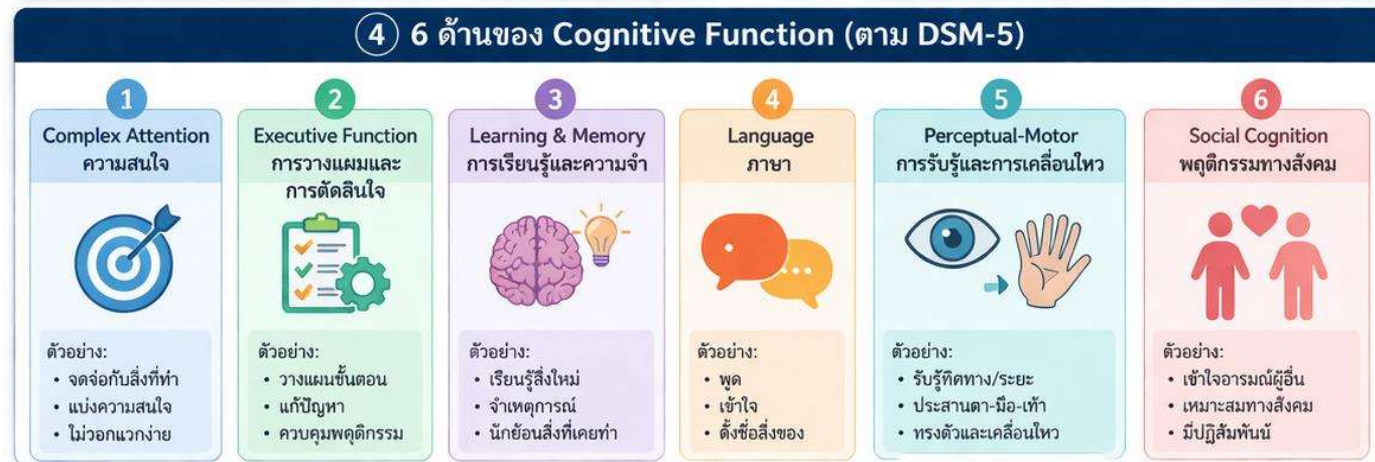 ④ 6 ด้านของ Cognitive Function (ตาม DSM-5)
1
Complex Attention
ความสนใจ
ตัวอย่าง:
• จดจ่อกับสิ่งที่ทำ
• แบ่งความสนใจ
• ไม่วอกแวกง่าย
2
Executive Function
การวางแผมและ
การตัดลินใจ
ตัวอย่าง:
• วางแผนขั้นตอน
• แก้ปัญหา
• ควบคุมพดุติกรรม
3
Learning & Memory
การเรียนรู้และความจำ
ตัวอย่าง:
• เรียนรู้สิ่งใหม่
• จำเหตุการณ์
• นักย้อนสิ่งที่เคยท่า
4
Language
ภาษา
ตัวอย่าง:
• พูด
• เข้าใจ
• ตั้งชื่อสิ่งของ
5
Perceptual-Motor
การรับรู้และการเคลื่อนใหว
ตัวอย่าง:
• รับรู้ทิศทาง/ระยะ
• ประสานตา-มือ-เท้า
• ทรงตัวและเคลื่อนใหว
6
Social Cognition
พฤติกรรมทางสังคม
ตัวอย่าง:
• เข้าใจอารมณ์ผู้อื่น
• เหมาะสมทางสังคม
• มีปฏิสัมพันน์